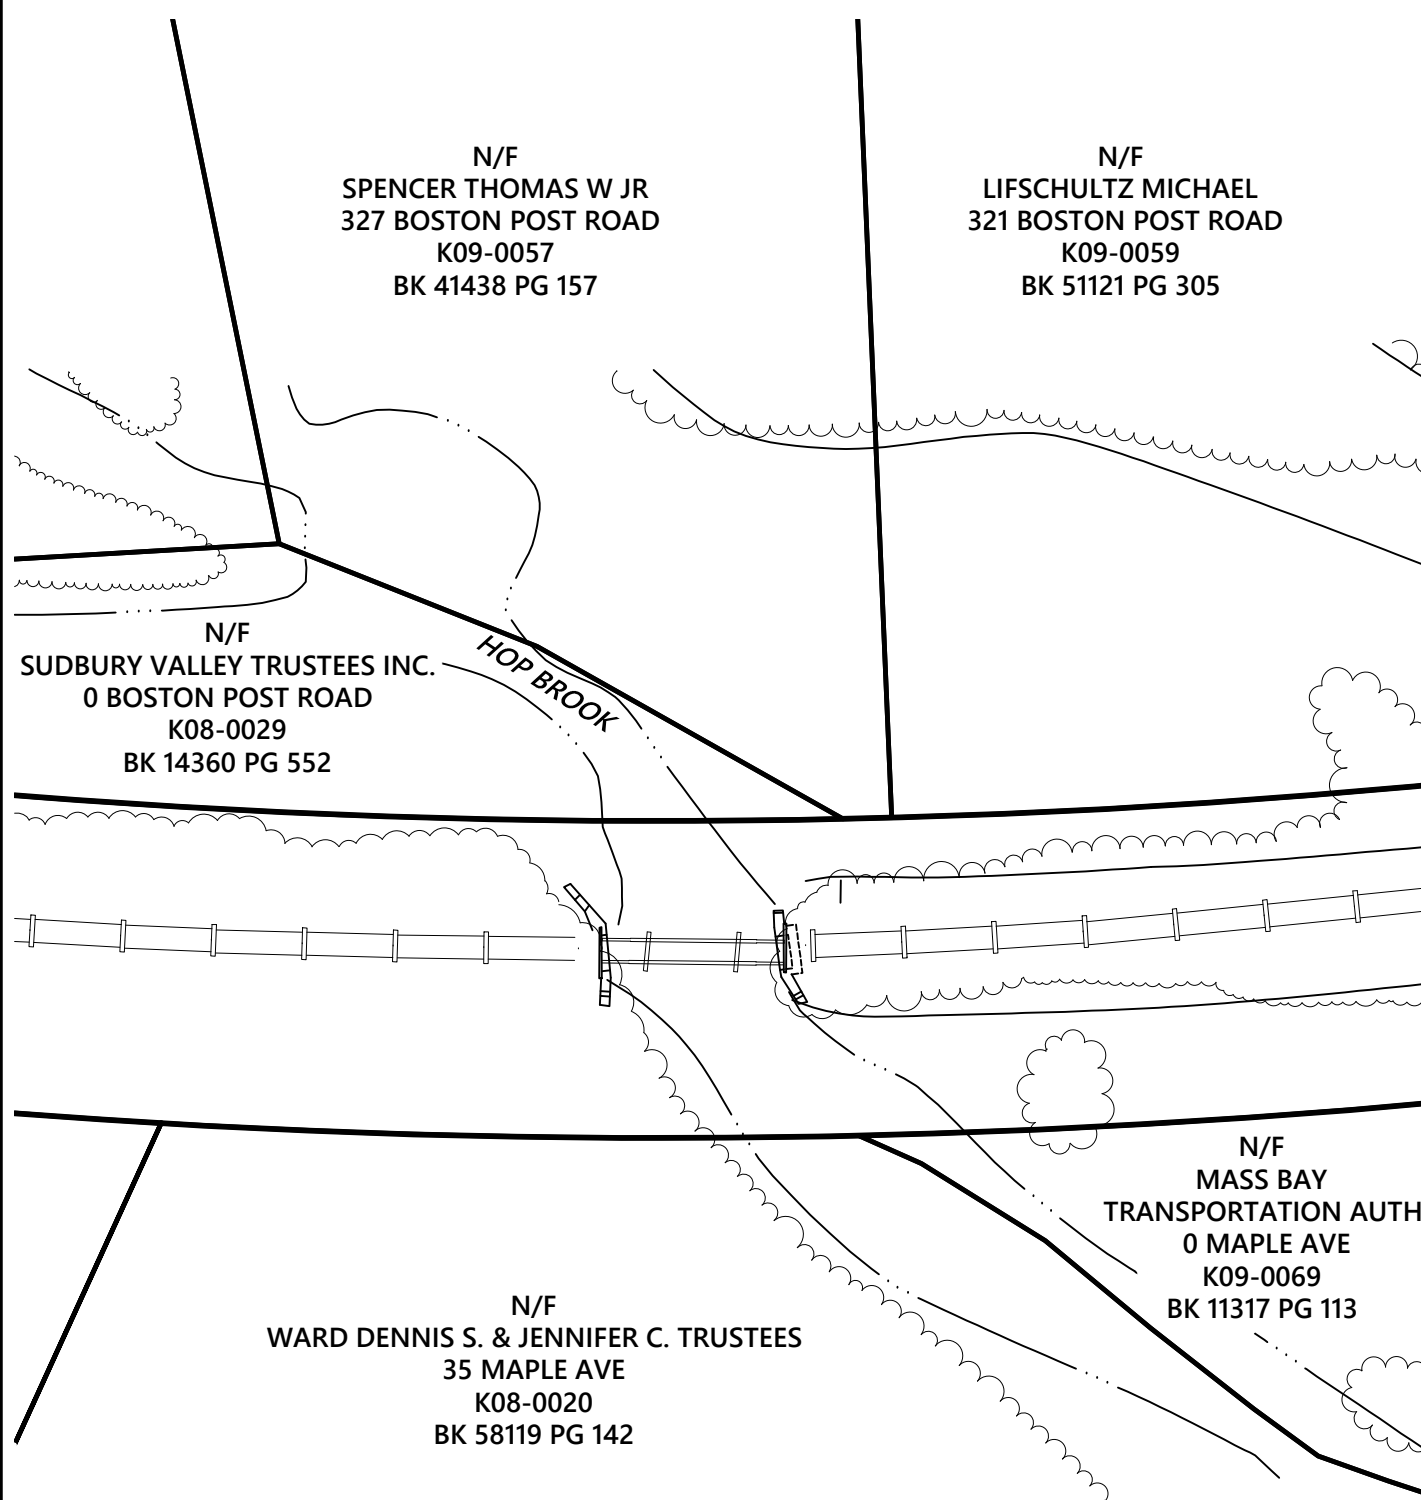 N/F
SPENCER THOMAS W JR
327 BOSTON POST ROAD
K09-0057
BK 41438 PG 157
N/F
LIFSCHULTZ MICHAEL
321 BOSTON POST ROAD
K09-0059
BK 51121 PG 305
N/F
SUDBURY VALLEY TRUSTEES INC.
0 BOSTON POST ROAD
K08-0029
BK 14360 PG 552
HOP BROOK
N/F
MASS BAY
TRANSPORTATION AUTH
0 MAPLE AVE
K09-0069
BK 11317 PG 113
N/F
WARD DENNIS S. & JENNIFER C. TRUSTEES
35 MAPLE AVE
K08-0020
BK 58119 PG 142